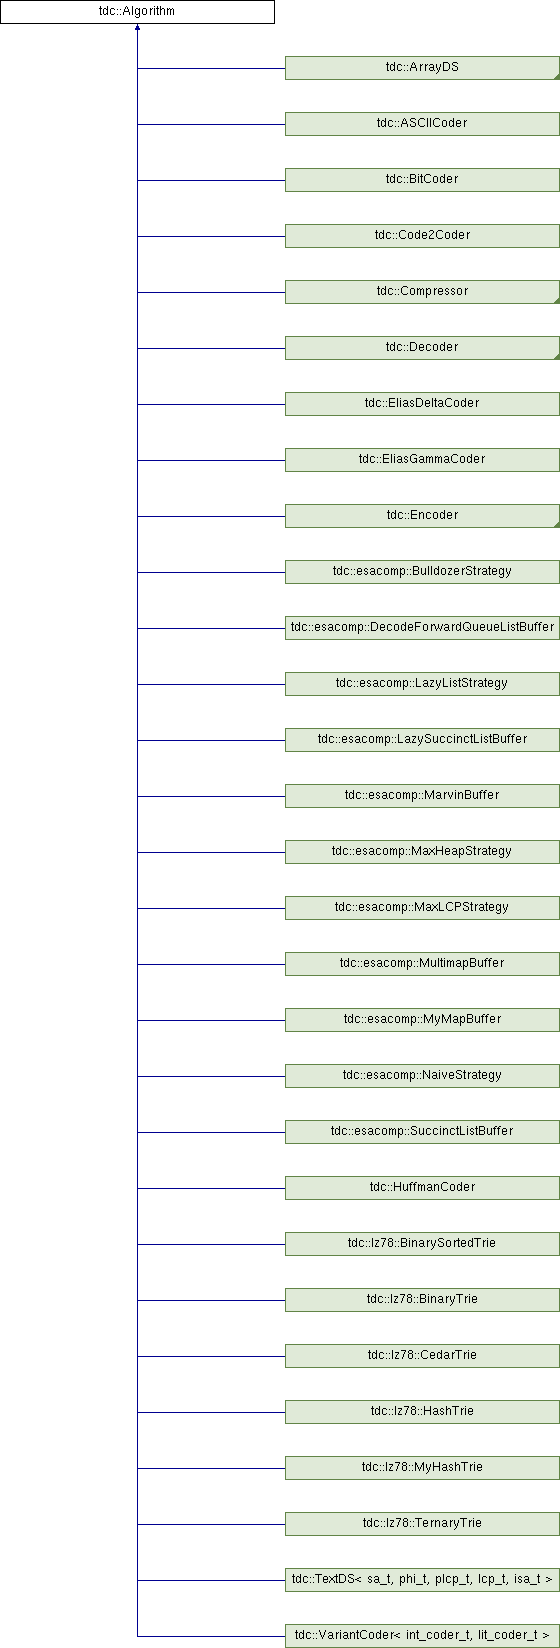 tdc::Algorithm
tdc::ArrayDS
tdc::ASCIICoder
tdc::BitCoder
tdc::Code2Coder
tdc::Compressor
tdc::Decoder
tdc::EliasDeltaCoder
tdc::EliasGammaCoder
tdc::Encoder
tdc::esacomp::BulldozerStrategy
tdc::esacomp::DecodeForwardQueueListBuffer
tdc::esacomp::LazyListStrategy
tdc::esacomp::LazySuccinctListBuffer
tdc::esacomp::MarvinBuffer
tdc::esacomp::MaxHeapStrategy
tdc::esacomp::MaxLCPStrategy
tdc::esacomp::MultimapBuffer
tdc::esacomp::MyMapBuffer
tdc::esacomp::NaiveStrategy
tdc::esacomp::SuccinctListBuffer
tdc::HuffmanCoder
tdc::lz78::BinarySortedTrie
tdc::lz78::BinaryTrie
tdc::lz78::CedarTrie
tdc::lz78::HashTrie
tdc::lz78::MyHashTrie
tdc::lz78::TernaryTrie
tdc::TextDS< sa_t, phi_t, plcp_t, lcp_t, isa_t >
tdc::VariantCoder< int_coder_t, lit_coder_t >